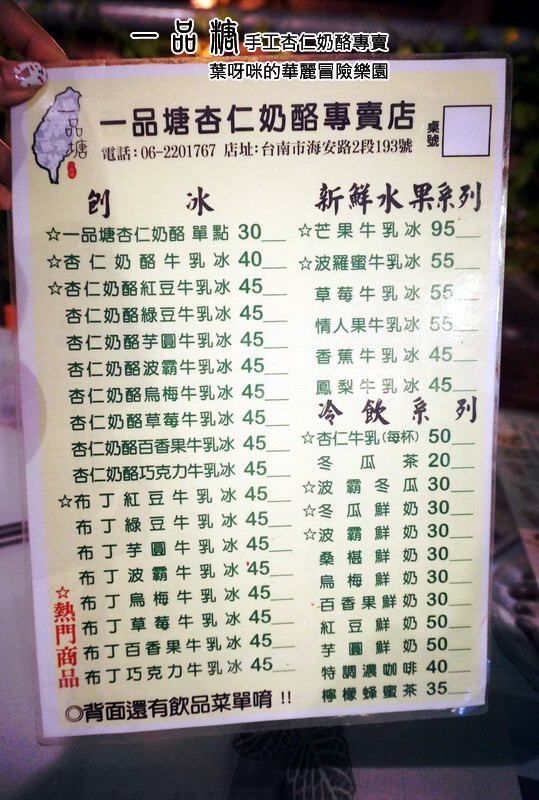 一品糖 手工杏仁奶酪專賣
葉呀咪的華麗冒險樂園
一品塘
一品塘杏仁奶酪專賣店
桌號
電話:06-2201767 店址:台南市海安路2段193號
刨冰
☆一品塘杏仁奶酪單點 30
☆杏仁奶酪牛乳冰 40
☆杏仁奶酪紅豆牛乳冰 45
杏仁奶酪綠豆牛乳冰 45
杏仁奶酪芋圓牛乳冰 45
杏仁奶酪波霸牛乳冰 45
杏仁奶酪烏梅牛乳冰 45
杏仁奶酪草莓牛乳冰 45
杏仁奶酪百香果牛乳冰 45
杏仁奶酪巧克力牛乳冰 45
☆布丁紅豆牛乳冰 45
布丁綠豆牛乳冰 45
布丁芋圓牛乳冰 45
布丁波霸牛乳冰 45
布丁烏梅牛乳冰 45
布丁草莓牛乳冰 45
布丁百香果牛乳冰 45
布丁巧克力牛乳冰 45
☆熱門商品
新鮮水果系列
☆芒果牛乳冰 95
☆波羅蜜牛乳冰 55
草莓牛乳冰 55
情人果牛乳冰 55
香蕉牛乳冰 45
鳳梨牛乳冰 45
冷飲系列
☆杏仁牛乳(每杯) 50
冬瓜茶 20
☆波霸冬瓜 30
☆冬瓜鮮奶 30
☆波霸鮮奶 30
桑椹鮮奶 30
烏梅鮮奶 30
百香果鮮奶 30
紅豆鮮奶 50
芋圓鮮奶 50
特調濃咖啡 40
檸檬蜂蜜茶 35
◎背面還有飲品菜單唷!!